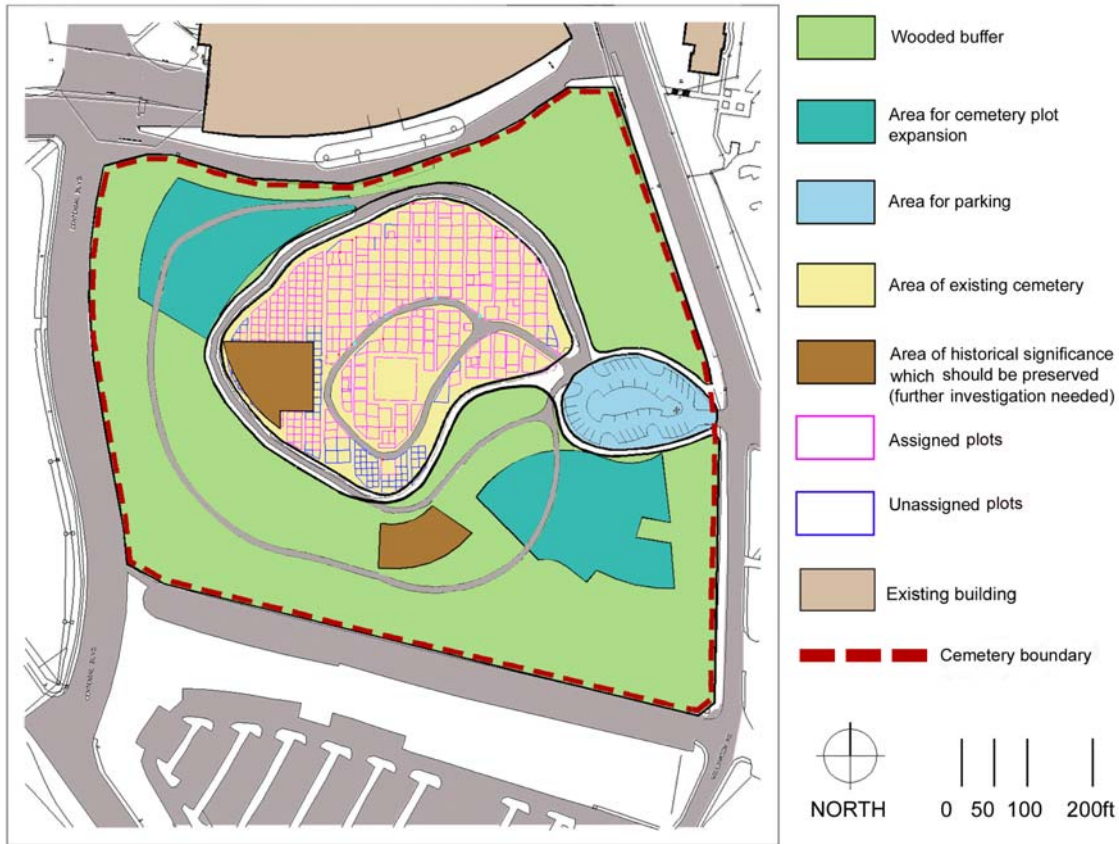 Wooded buffer
Area for cemetery plot
expansion
Area for parking
Area of existing cemetery
Area of historical significance
which should be preserved
(further investigation needed)
Assigned plots
Unassigned plots
Existing building
Cemetery boundary
NORTH
0 50 100 200ft